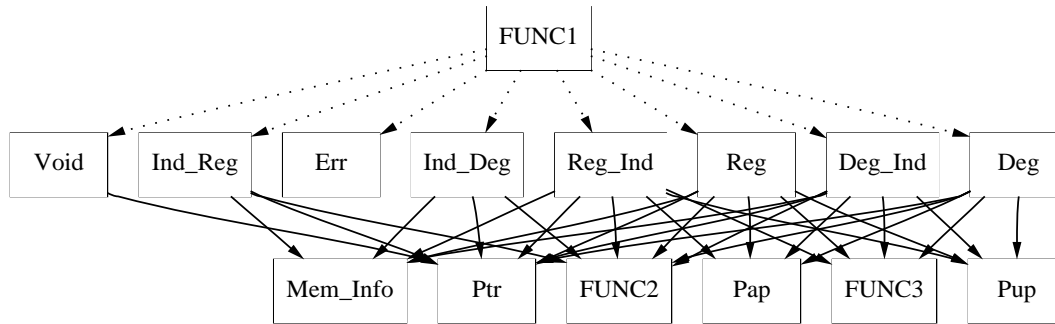 FUNC1
Void Ind_Reg Err Ind_Deg Reg_Ind Reg Deg_Ind Deg
Mem_Info Ptr FUNC2 Pap FUNC3 Pup